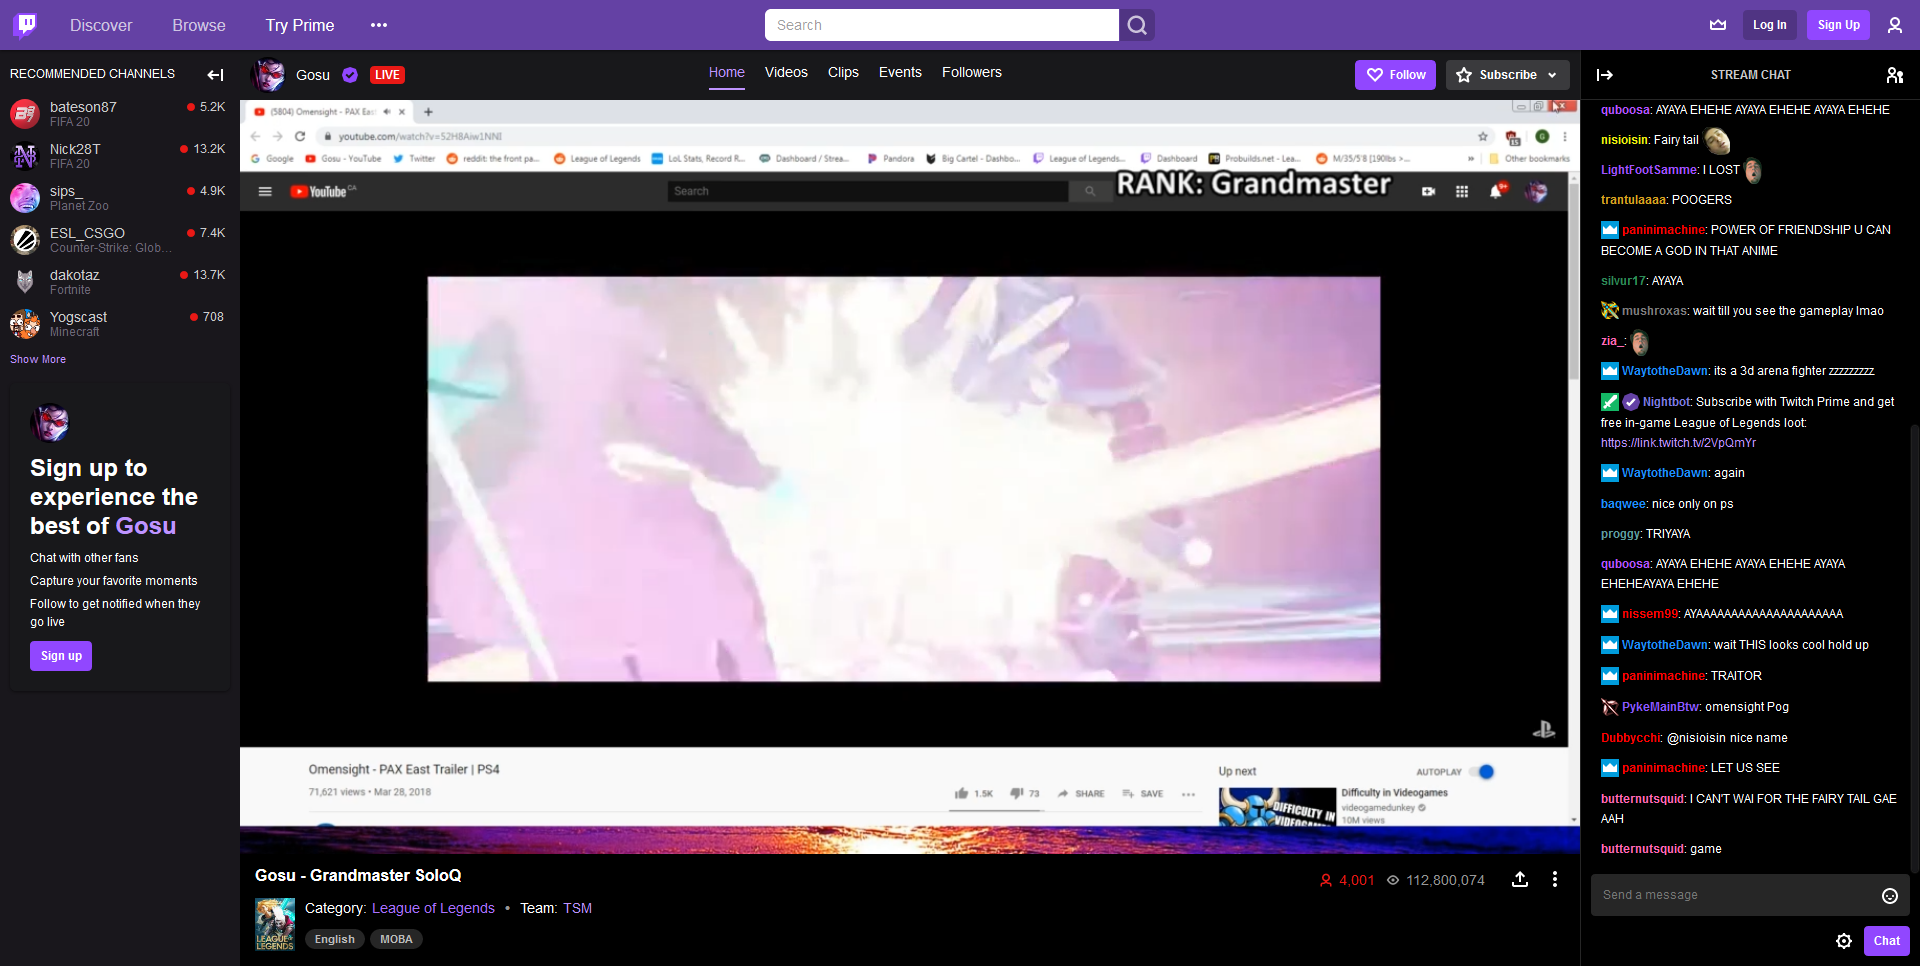 Discover
Browse
Try Prime
Search
Log In
Sign Up
RECOMMENDED CHANNELS
bateson87
5.2K
FIFA 20
Nick28T
13.2K
FIFA 20
sips_
4.9K
Planet Zoo
ESL_CSGO
7.4K
Counter-Strike: Glob...
dakotaz
13.7K
Fortnite
Yogscast
708
Minecraft
Show More
Sign up to
experience the
best of Gosu
Chat with other fans
Capture your favorite moments
Follow to get notified when they
go live
Sign up
Gosu
LIVE
Home
Videos
Clips
Events
Followers
Follow
Subscribe
(5804) Omensight - PAX East
youtube.com/watch?v=52H8Aiw1NNI
Google
Gosu - YouTube
Twitter
reddit: the front pa...
League of Legends
LoL Stats, Record R...
Dashboard / Strea...
Pandora
Big Cartel - Dashbo...
League of Legends...
Dashboard
Probuilds.net - Lea...
M/35/5'8 [190lbs >...
Other bookmarks
YouTube CA
Search
RANK: Grandmaster
9+
Omensight - PAX East Trailer | PS4
71,621 views • Mar 28, 2018
1.5K
73
SHARE
SAVE
Up next
AUTOPLAY
DIFFICULTY IN
Difficulty in Videogames
videogamedunkey
10M views
Gosu - Grandmaster SoloQ
4,001
112,800,074
LEAGUE OF
LEGENDS
Category: League of Legends • Team: TSM
English
MOBA
STREAM CHAT
quboosa: AYAYA EHEHE AYAYA EHEHE AYAYA EHEHE
nisioisin: Fairy tail
LightFootSamme: I LOST
trantulaaaa: POOGERS
paninimachine: POWER OF FRIENDSHIP U CAN
BECOME A GOD IN THAT ANIME
silvur17: AYAYA
mushroxas: wait till you see the gameplay lmao
zia_:
WaytotheDawn: its a 3d arena fighter zzzzzzzzz
Nightbot: Subscribe with Twitch Prime and get
free in-game League of Legends loot:
https://link.twitch.tv/2VpQmYr
WaytotheDawn: again
baqwee: nice only on ps
proggy: TRIYAYA
quboosa: AYAYA EHEHE AYAYA EHEHE AYAYA
EHEHEAYAYA EHEHE
nissem99: AYAAAAAAAAAAAAAAAAAAAAA
WaytotheDawn: wait THIS looks cool hold up
paninimachine: TRAITOR
PykeMainBtw: omensight Pog
Dubbycchi: @nisioisin nice name
paninimachine: LET US SEE
butternutsquid: I CAN'T WAI FOR THE FAIRY TAIL GAE
AAH
butternutsquid: game
Send a message
Chat